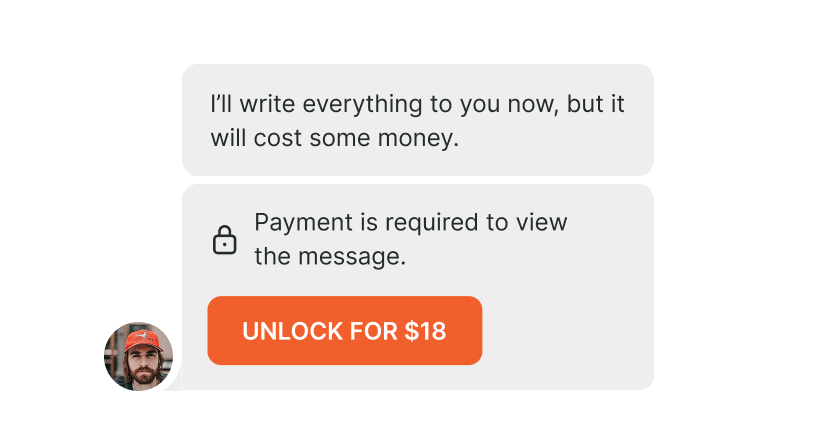 I’ll write everything to you now, but it
will cost some money.
Payment is required to view
the message.
UNLOCK FOR $18